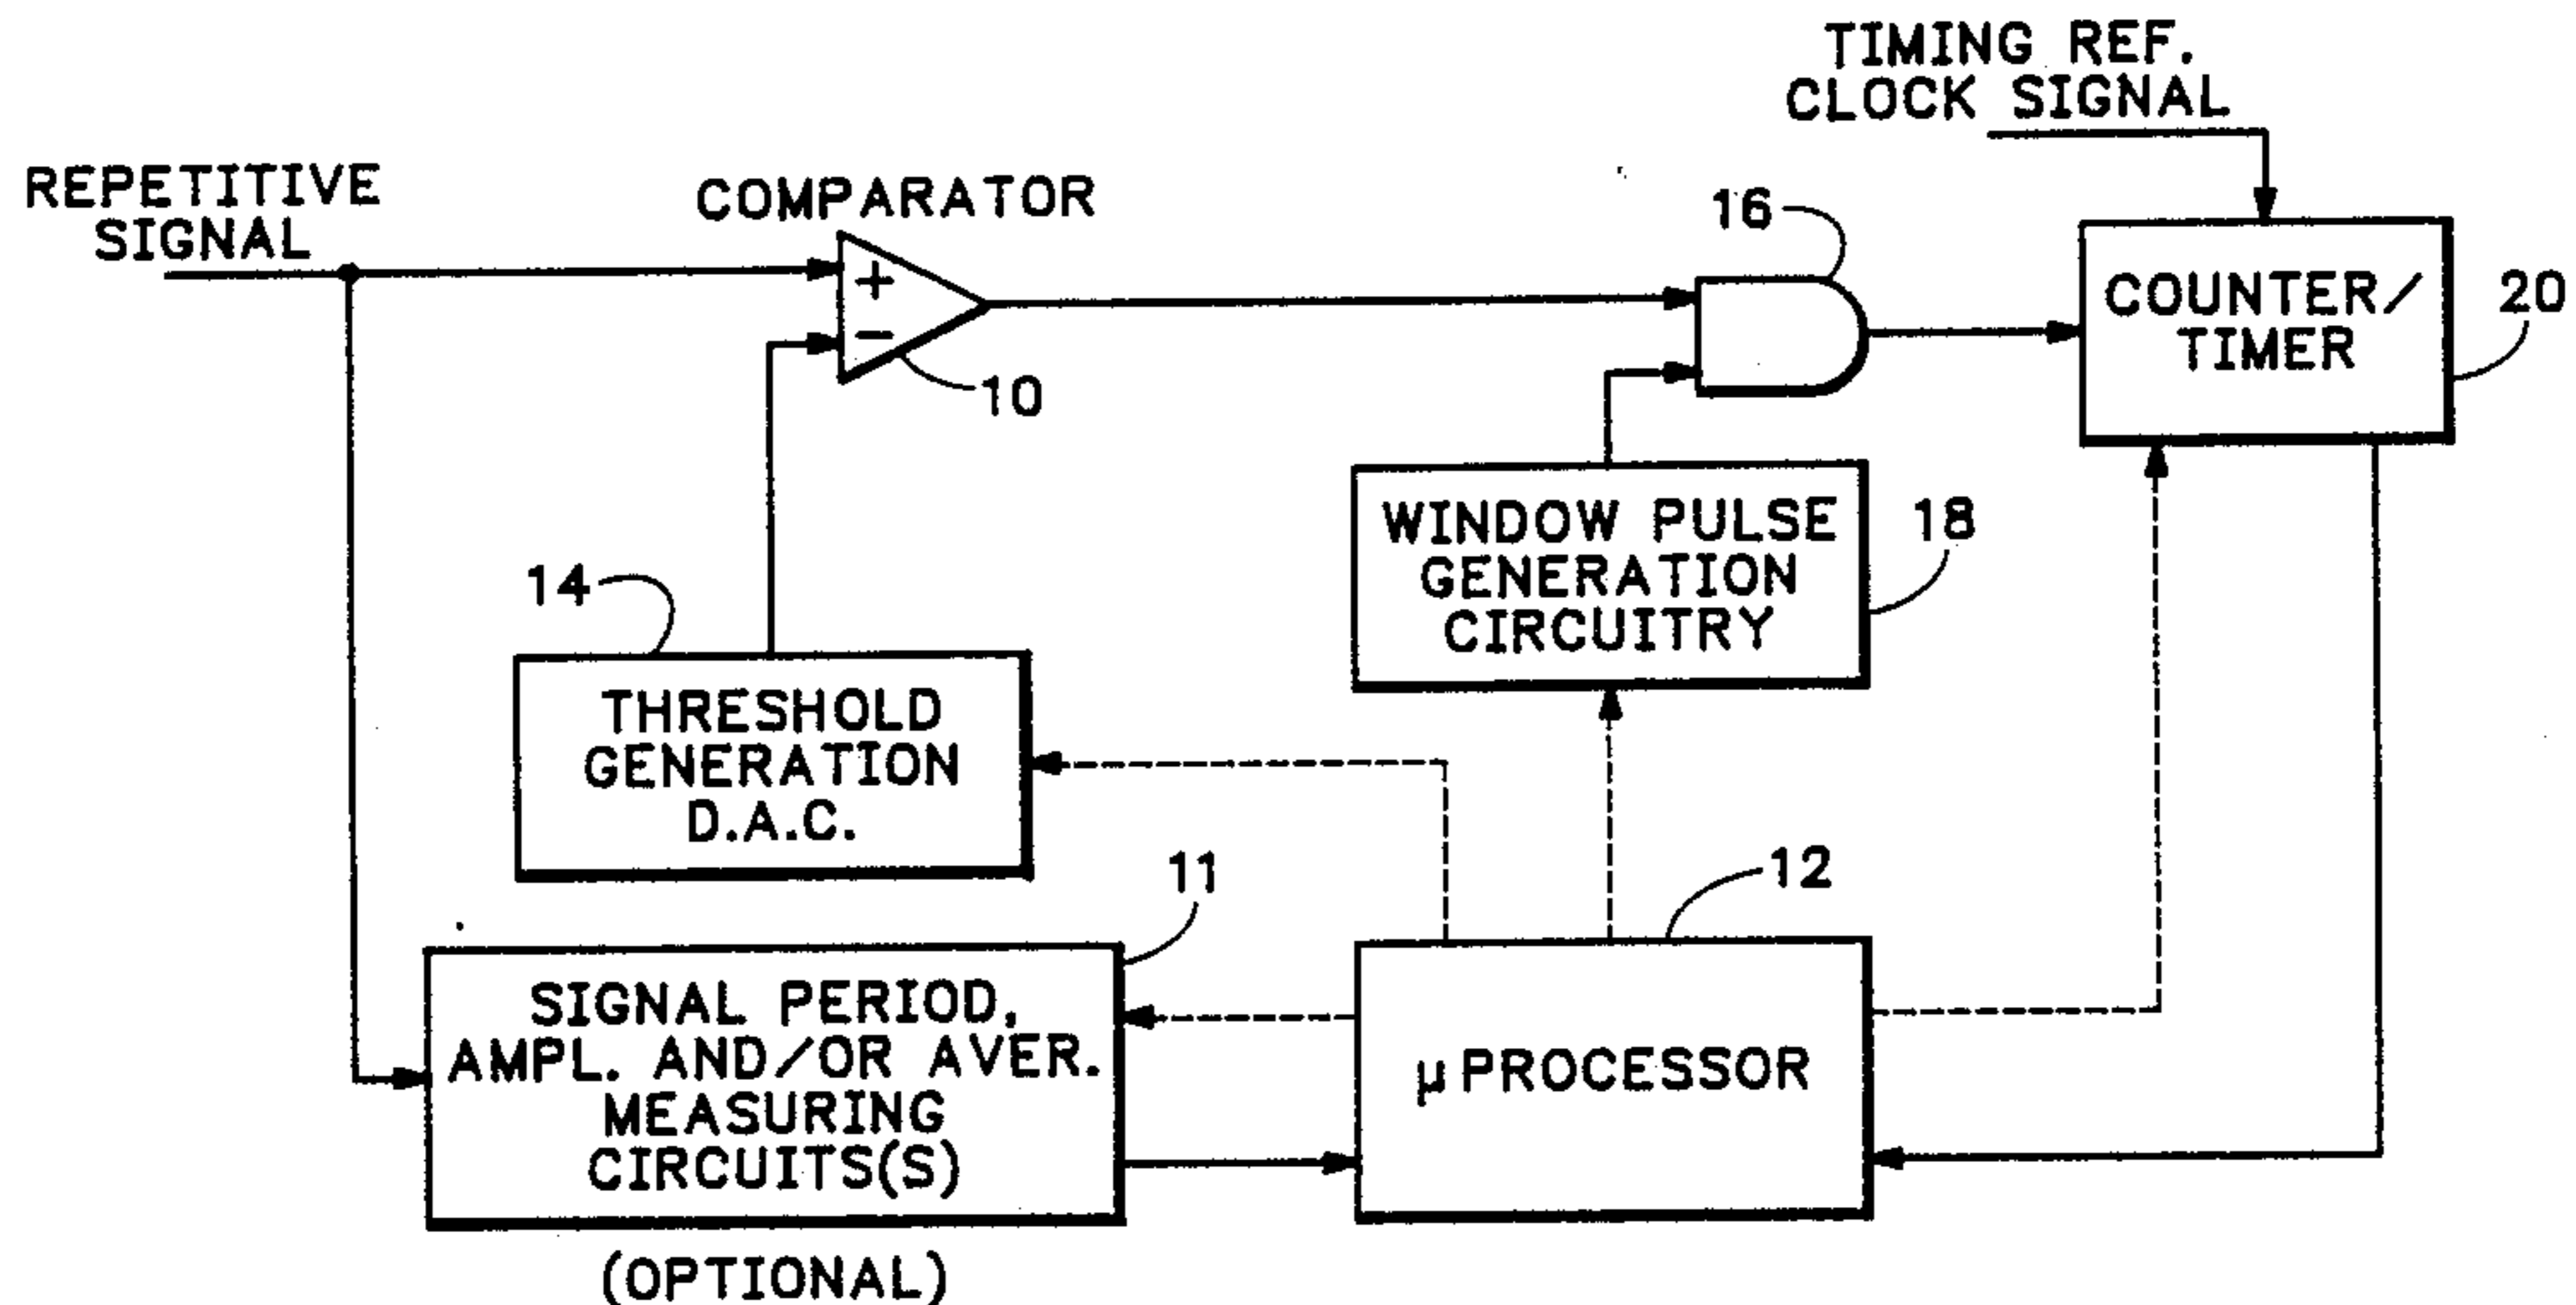 TIMING REF.
CLOCK SIGNAL
REPETITIVE
SIGNAL
COMPARATOR
+
−
10
16
COUNTER/
TIMER
20
WINDOW PULSE
GENERATION
CIRCUITRY
18
14
THRESHOLD
GENERATION
D.A.C.
11
SIGNAL PERIOD,
AMPL. AND/OR AVER.
MEASURING
CIRCUITS(S)
(OPTIONAL)
12
μ PROCESSOR